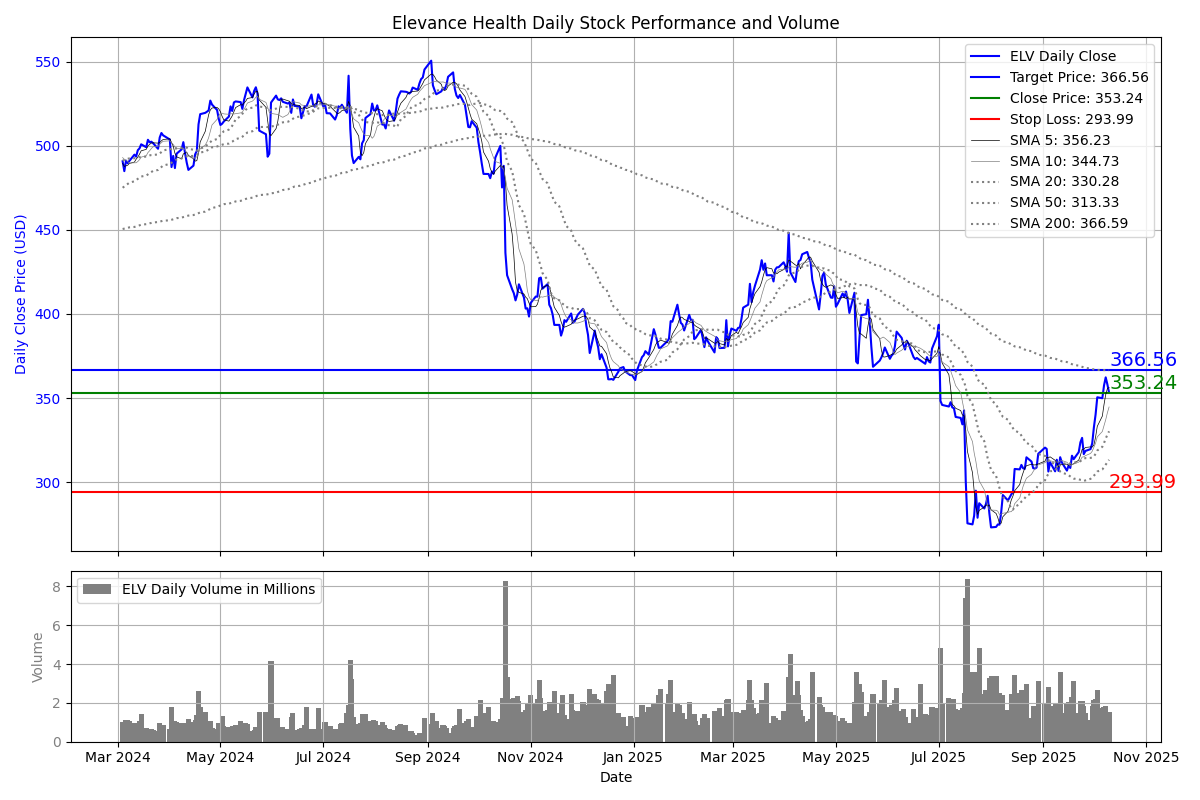 Elevance Health Daily Stock Performance and Volume
Daily Close Price (USD)
550
500
450
400
350
300
ELV Daily Close
Target Price: 366.56
Close Price: 353.24
Stop Loss: 293.99
SMA 5: 356.23
SMA 10: 344.73
SMA 20: 330.28
SMA 50: 313.33
SMA 200: 366.59
366.56
353.24
293.99
Volume
8
6
4
2
0
ELV Daily Volume in Millions
Mar 2024 May 2024 Jul 2024 Sep 2024 Nov 2024 Jan 2025 Mar 2025 May 2025 Jul 2025 Sep 2025 Nov 2025
Date